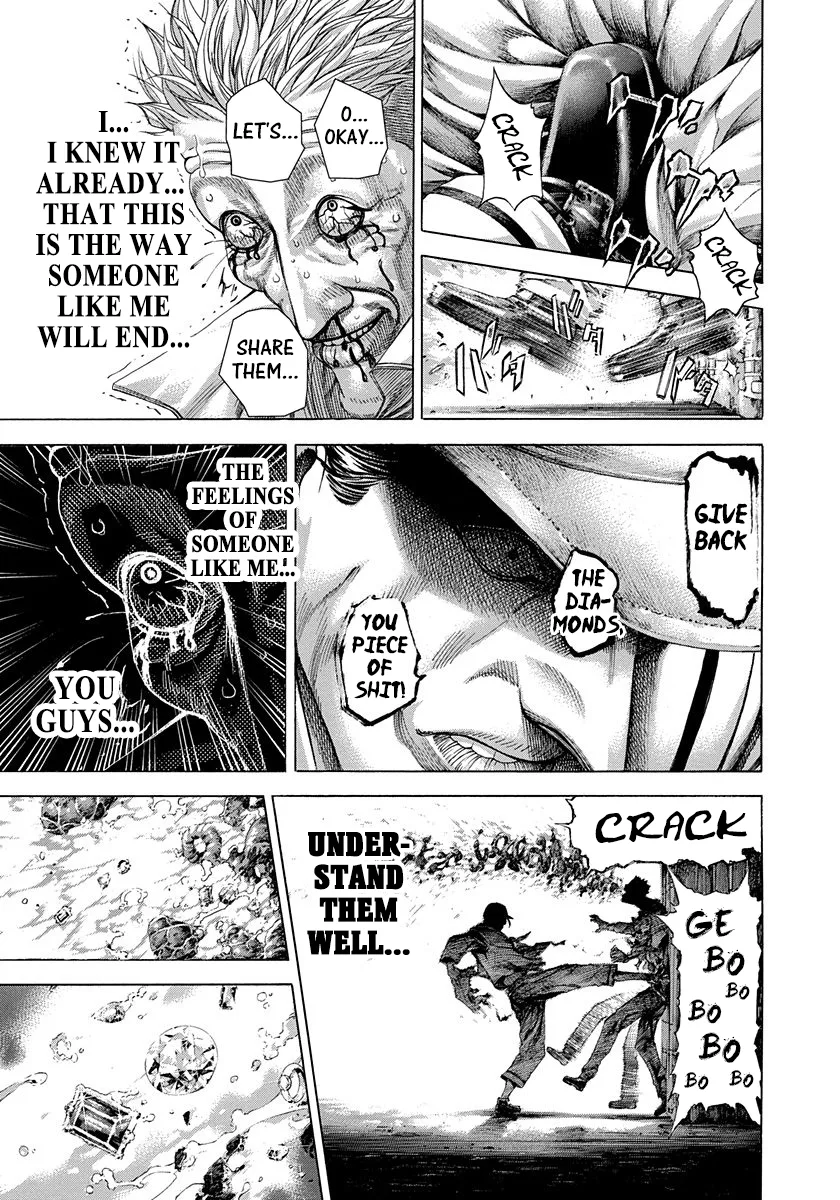 CRACK
CRACK
O...
OKAY...
LET'S...
SHARE
THEM...
I...
I KNEW IT
ALREADY...
THAT THIS
IS THE WAY
SOMEONE
LIKE ME
WILL END...
GIVE
BACK
THE
DIA-
MONDS,
YOU
PIECE
OF
SHIT!
THE
FEELINGS
OF
SOMEONE
LIKE ME...
YOU
GUYS...
CRACK
GE
BO
BO
BO
BO
BO
BO
UNDER-
STAND
THEM
WELL...